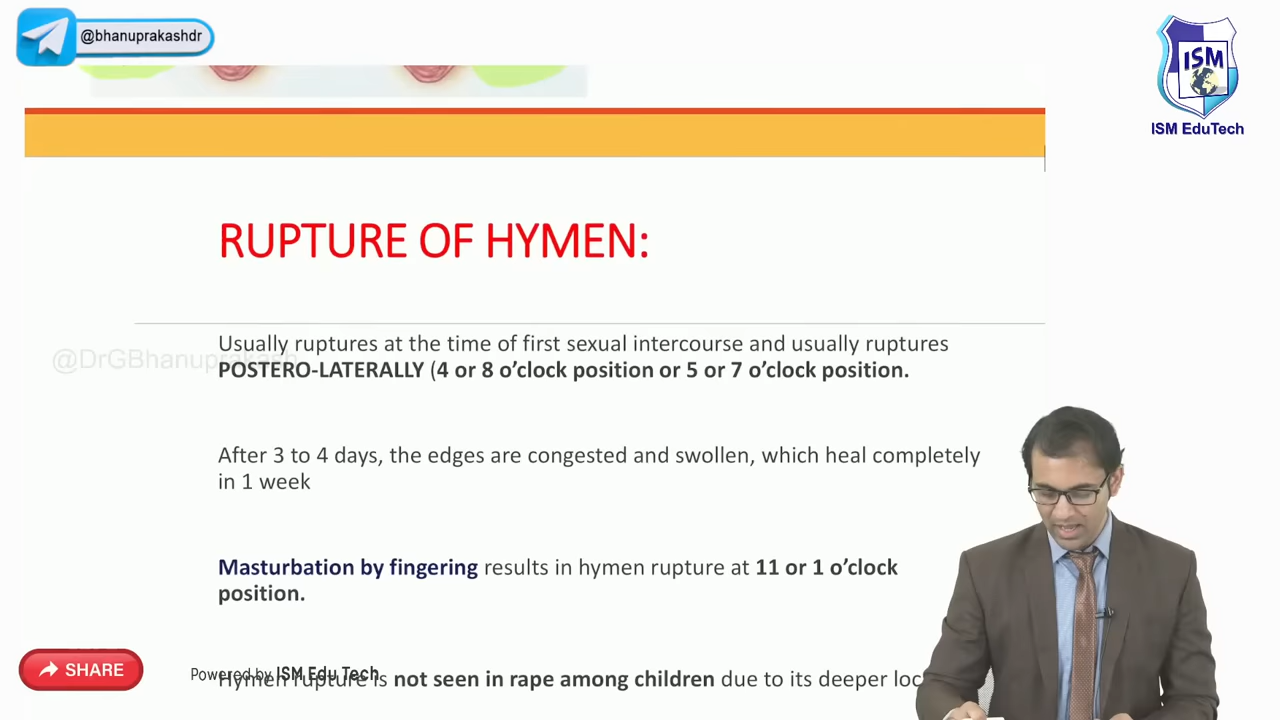 @bhanuprakashdr
ISM
ISM EduTech
RUPTURE OF HYMEN:
Usually ruptures at the time of first sexual intercourse and usually ruptures
@DrGBhanuprakash
POSTERO-LATERALLY (4 or 8 o’clock position or 5 or 7 o’clock position.
After 3 to 4 days, the edges are congested and swollen, which heal completely
in 1 week
Masturbation by fingering results in hymen rupture at 11 or 1 o’clock
position.
SHARE
Powered by ISM Edu Tech
Hymen rupture is not seen in rape among children due to its deeper